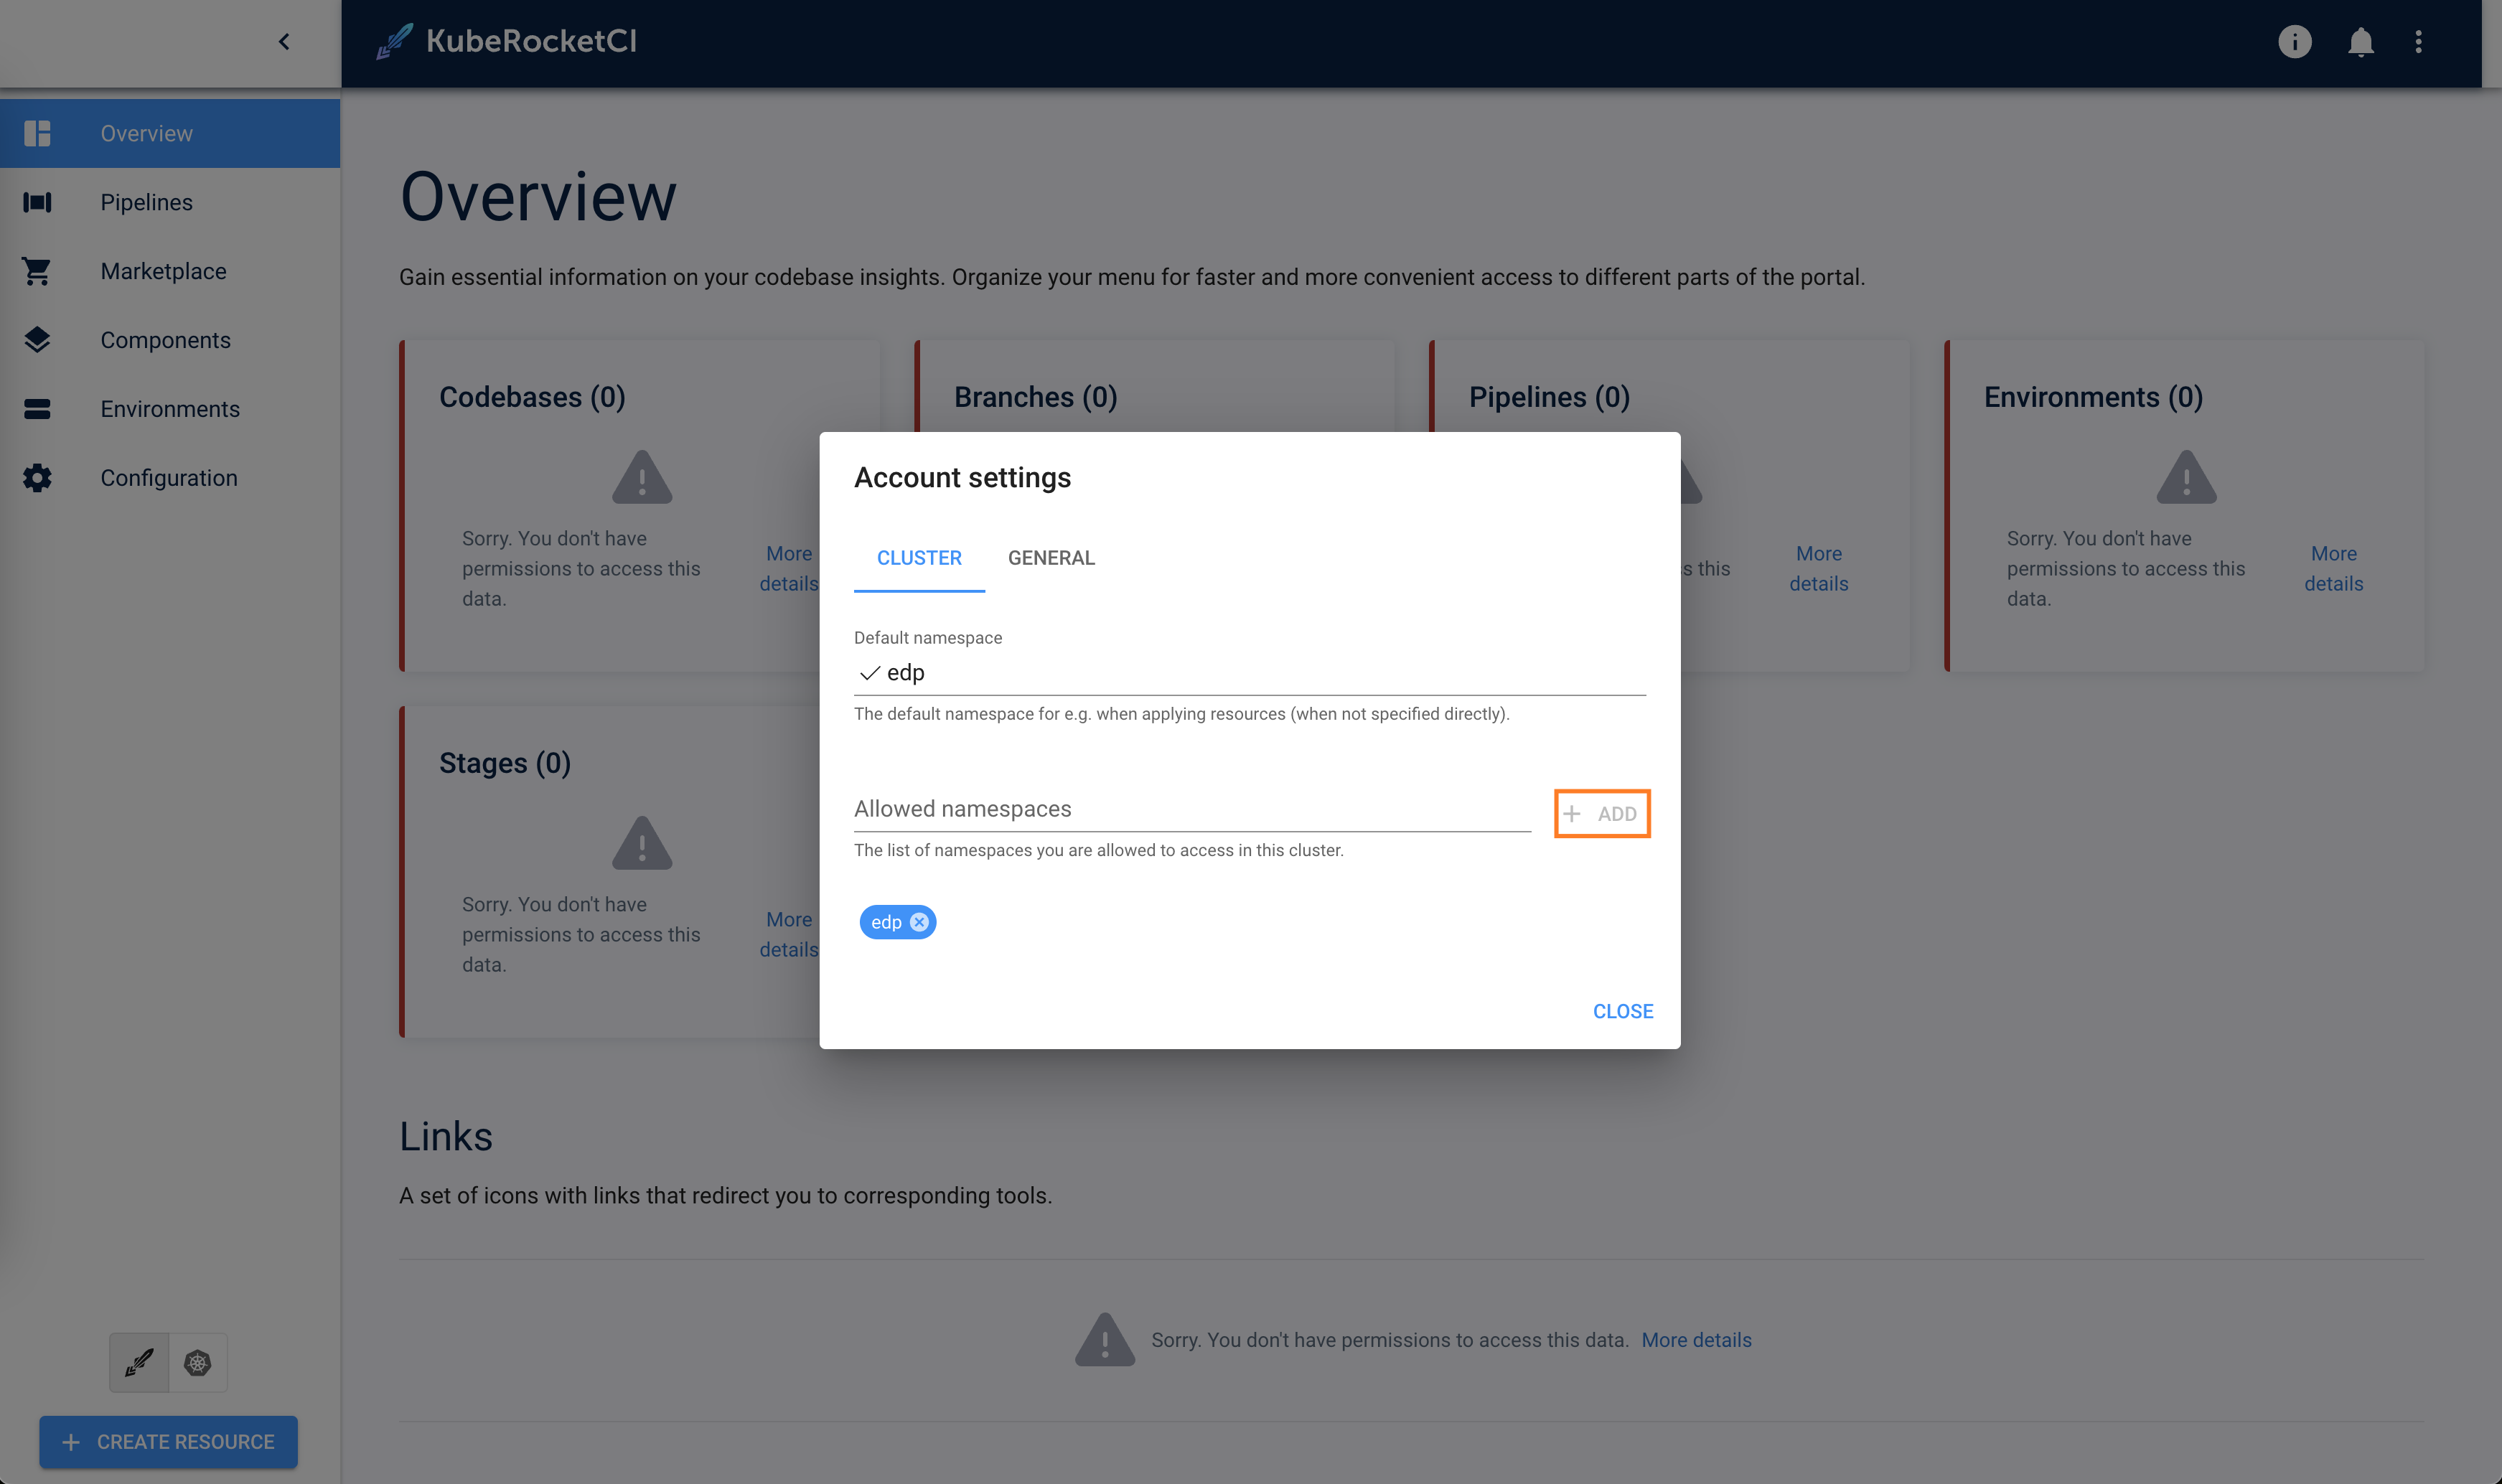 KubeRocketCI
Overview
Pipelines
Marketplace
Components
Environments
Configuration
CREATE RESOURCE
Overview
Gain essential information on your codebase insights. Organize your menu for faster and more convenient access to different parts of the portal.
Codebases (0)
Sorry. You don't have
permissions to access this
data.
More
details
Branches (0)
Pipelines (0)
s this
More
details
Environments (0)
Sorry. You don't have
permissions to access this
data.
More
details
Stages (0)
Sorry. You don't have
permissions to access this
data.
More
details
Account settings
CLUSTER
GENERAL
Default namespace
edp
The default namespace for e.g. when applying resources (when not specified directly).
Allowed namespaces
ADD
The list of namespaces you are allowed to access in this cluster.
edp
CLOSE
Links
A set of icons with links that redirect you to corresponding tools.
Sorry. You don't have permissions to access this data. More details